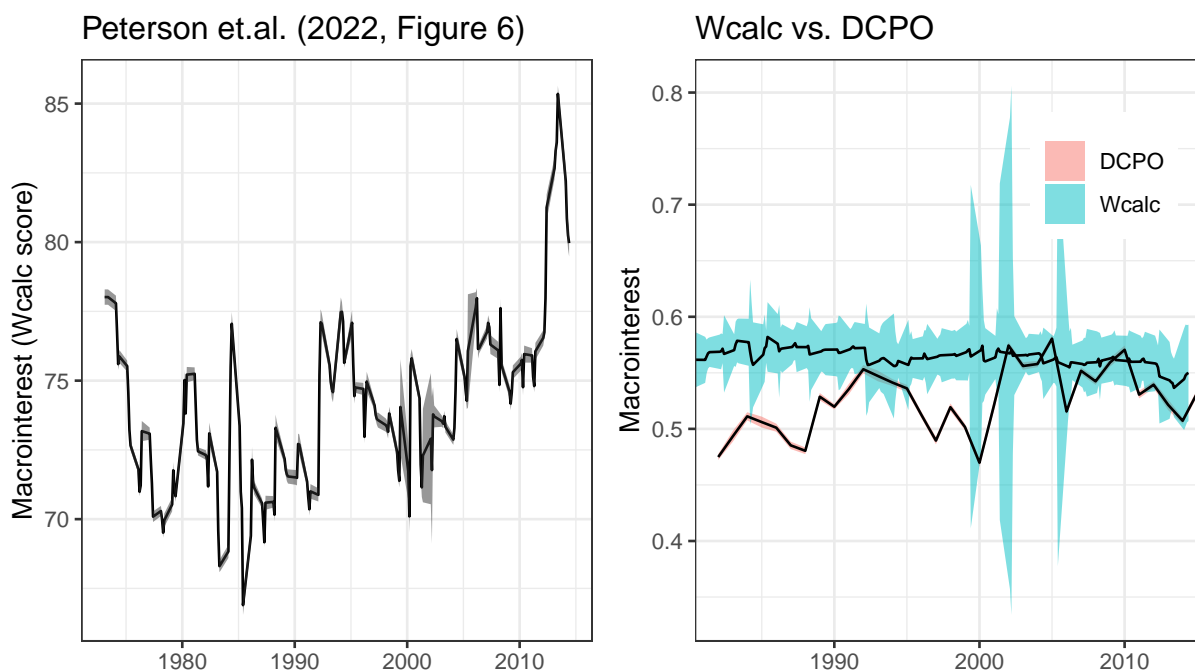 Peterson et.al. (2022, Figure 6)
Macrointerest (Wcalc score)
85
80
75
70
1980
1990
2000
2010
Wcalc vs. DCPO
Macrointerest
0.8
0.7
0.6
0.5
0.4
DCPO
Wcalc
1990
2000
2010